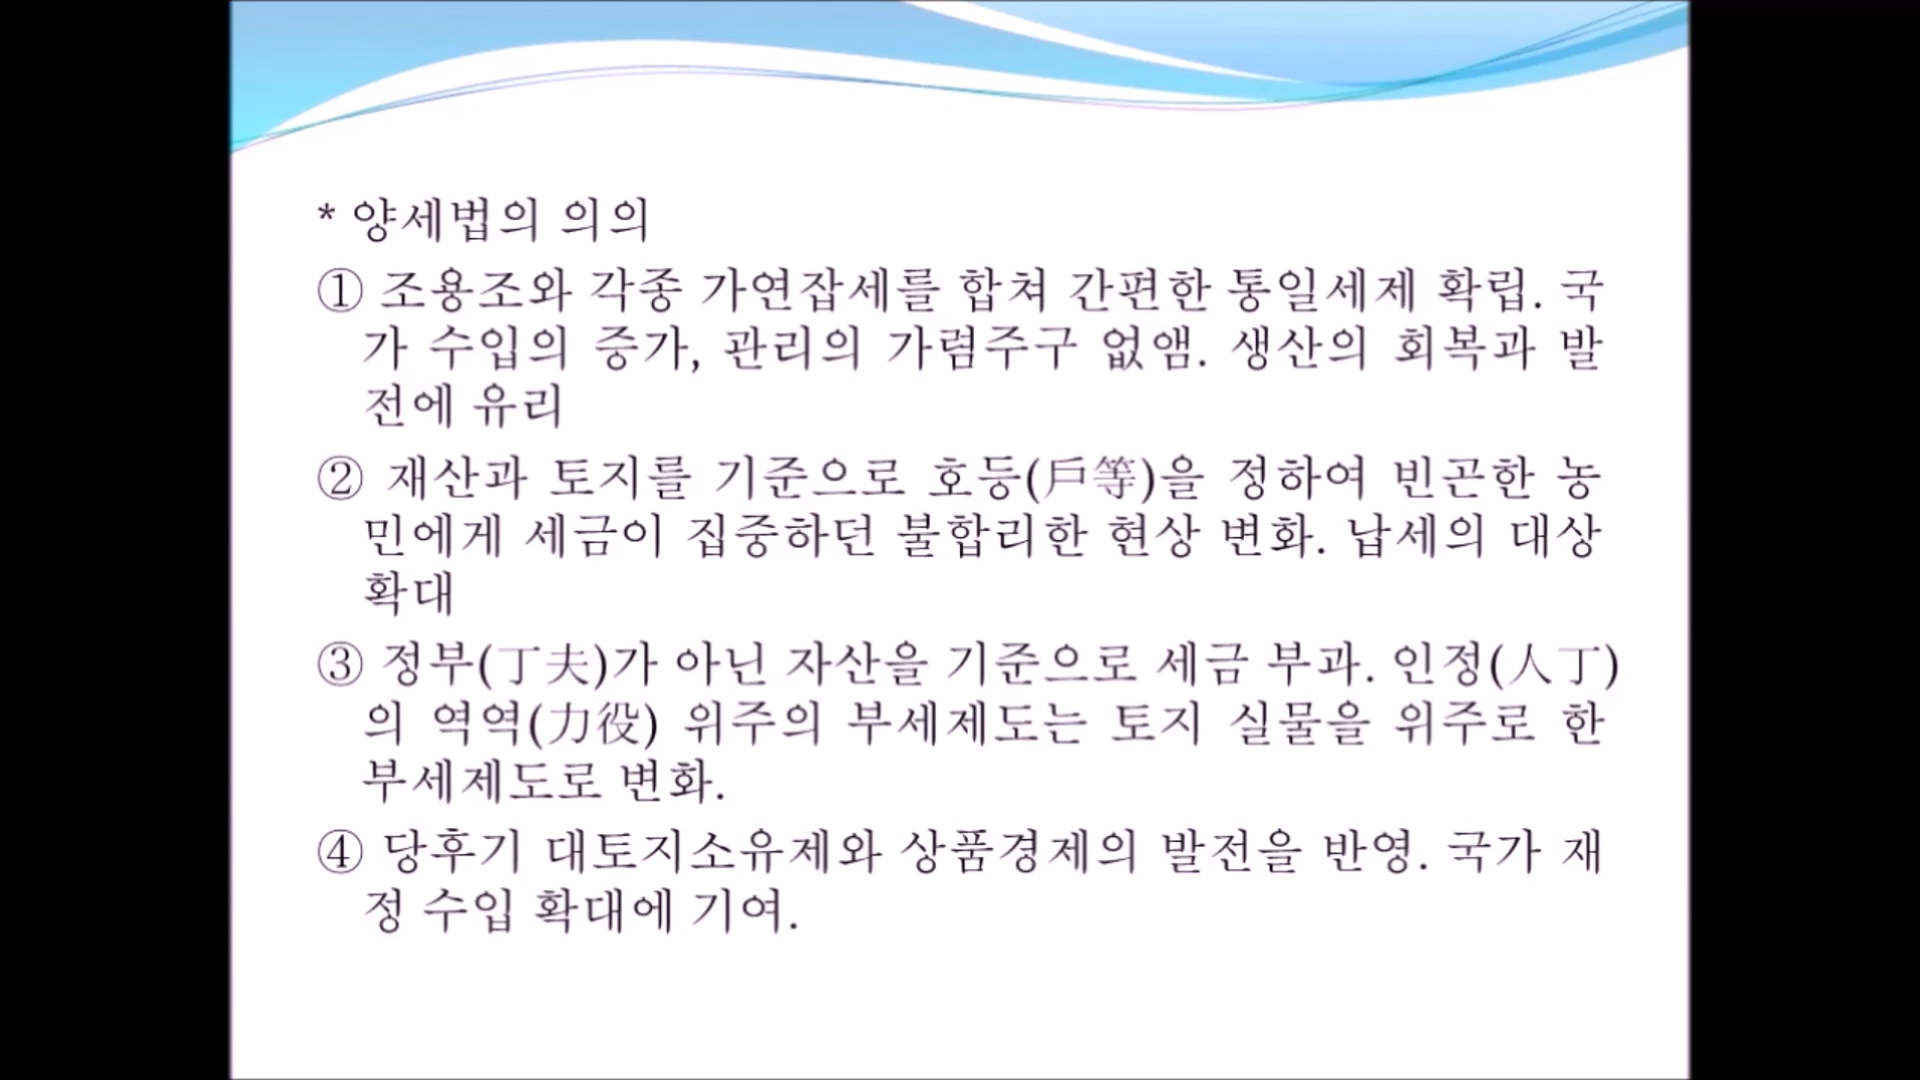 * 양세법의 의의
① 조용조와 각종 가연잡세를 합쳐 간편한 통일세제 확립. 국
가 수입의 증가, 관리의 가렴주구 없앰. 생산의 회복과 발
전에 유리
② 재산과 토지를 기준으로 호등(戶等)을 정하여 빈곤한 농
민에게 세금이 집중하던 불합리한 현상 변화. 납세의 대상
확대
③ 정부(丁夫)가 아닌 자산을 기준으로 세금 부과. 인정(人丁)
의 역역(力役) 위주의 부세제도는 토지 실물을 위주로 한
부세제도로 변화.
④ 당후기 대토지소유제와 상품경제의 발전을 반영. 국가 재
정 수입 확대에 기여.